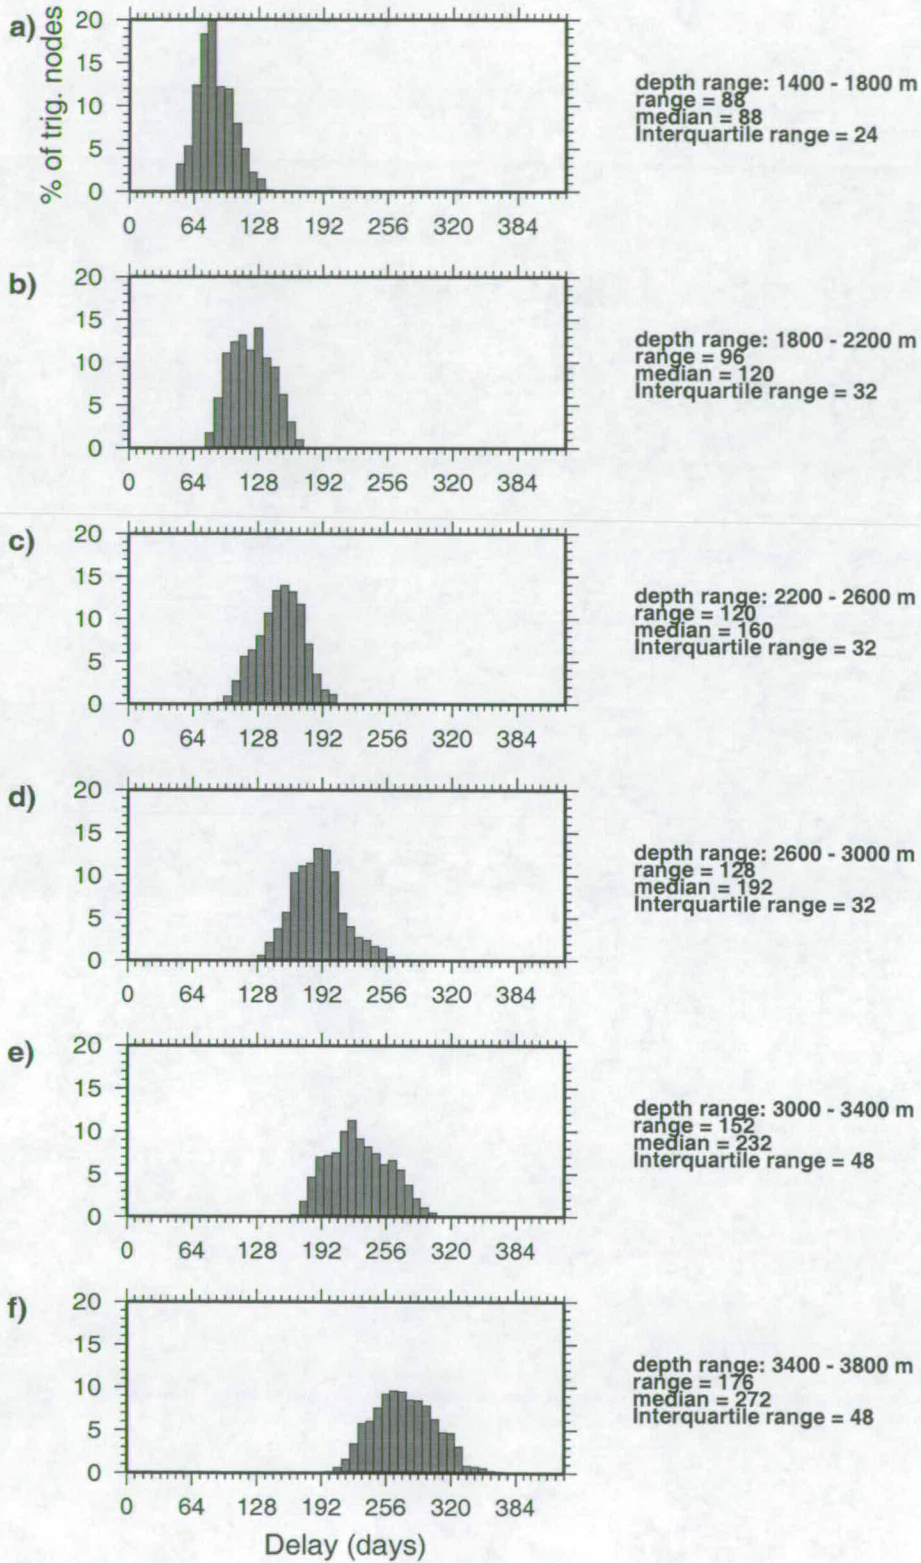 a)
% of trig. nodes
20
15
10
5
0
0 64 128 192 256 320 384
depth range: 1400 - 1800 m
range = 88
median = 88
Interquartile range = 24
b)
20
15
10
5
0
0 64 128 192 256 320 384
depth range: 1800 - 2200 m
range = 96
median = 120
Interquartile range = 32
c)
20
15
10
5
0
0 64 128 192 256 320 384
depth range: 2200 - 2600 m
range = 120
median = 160
Interquartile range = 32
d)
20
15
10
5
0
0 64 128 192 256 320 384
depth range: 2600 - 3000 m
range = 128
median = 192
Interquartile range = 32
e)
20
15
10
5
0
0 64 128 192 256 320 384
depth range: 3000 - 3400 m
range = 152
median = 232
Interquartile range = 48
f)
20
15
10
5
0
0 64 128 192 256 320 384
depth range: 3400 - 3800 m
range = 176
median = 272
Interquartile range = 48
Delay (days)